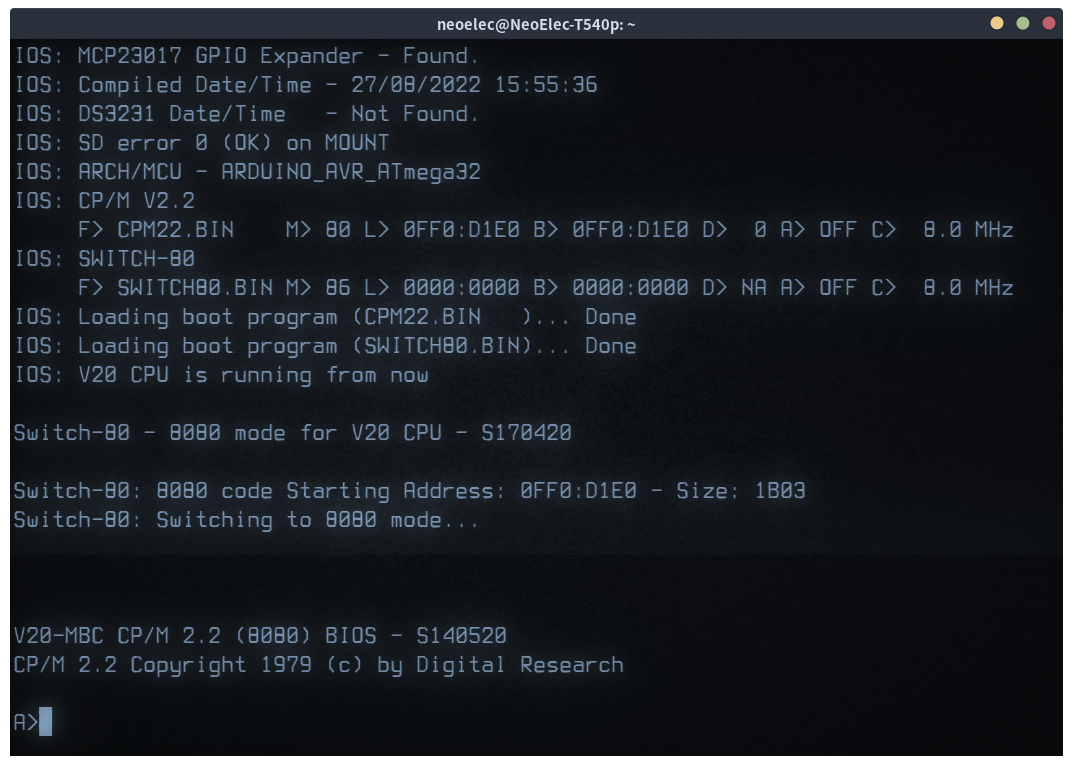 neoelec@NeoElec-T540p: ~
IOS: MCP23017 GPIO Expander - Found.
IOS: Compiled Date/Time - 27/08/2022 15:55:36
IOS: DS3231 Date/Time   - Not Found.
IOS: SD error 0 (OK) on MOUNT
IOS: ARCH/MCU - ARDUINO_AVR_ATmega32
IOS: CP/M V2.2
     F> CPM22.BIN    M> 80 L> 0FF0:D1E0 B> 0FF0:D1E0 D>  0 A> OFF C>  8.0 MHz
IOS: SWITCH-80
     F> SWITCH80.BIN M> 86 L> 0000:0000 B> 0000:0000 D> NA A> OFF C>  8.0 MHz
IOS: Loading boot program (CPM22.BIN   )... Done
IOS: Loading boot program (SWITCH80.BIN)... Done
IOS: V20 CPU is running from now
Switch-80 - 8080 mode for V20 CPU - S170420
Switch-80: 8080 code Starting Address: 0FF0:D1E0 - Size: 1B03
Switch-80: Switching to 8080 mode...
V20-MBC CP/M 2.2 (8080) BIOS - S140520
CP/M 2.2 Copyright 1979 (c) by Digital Research
A>